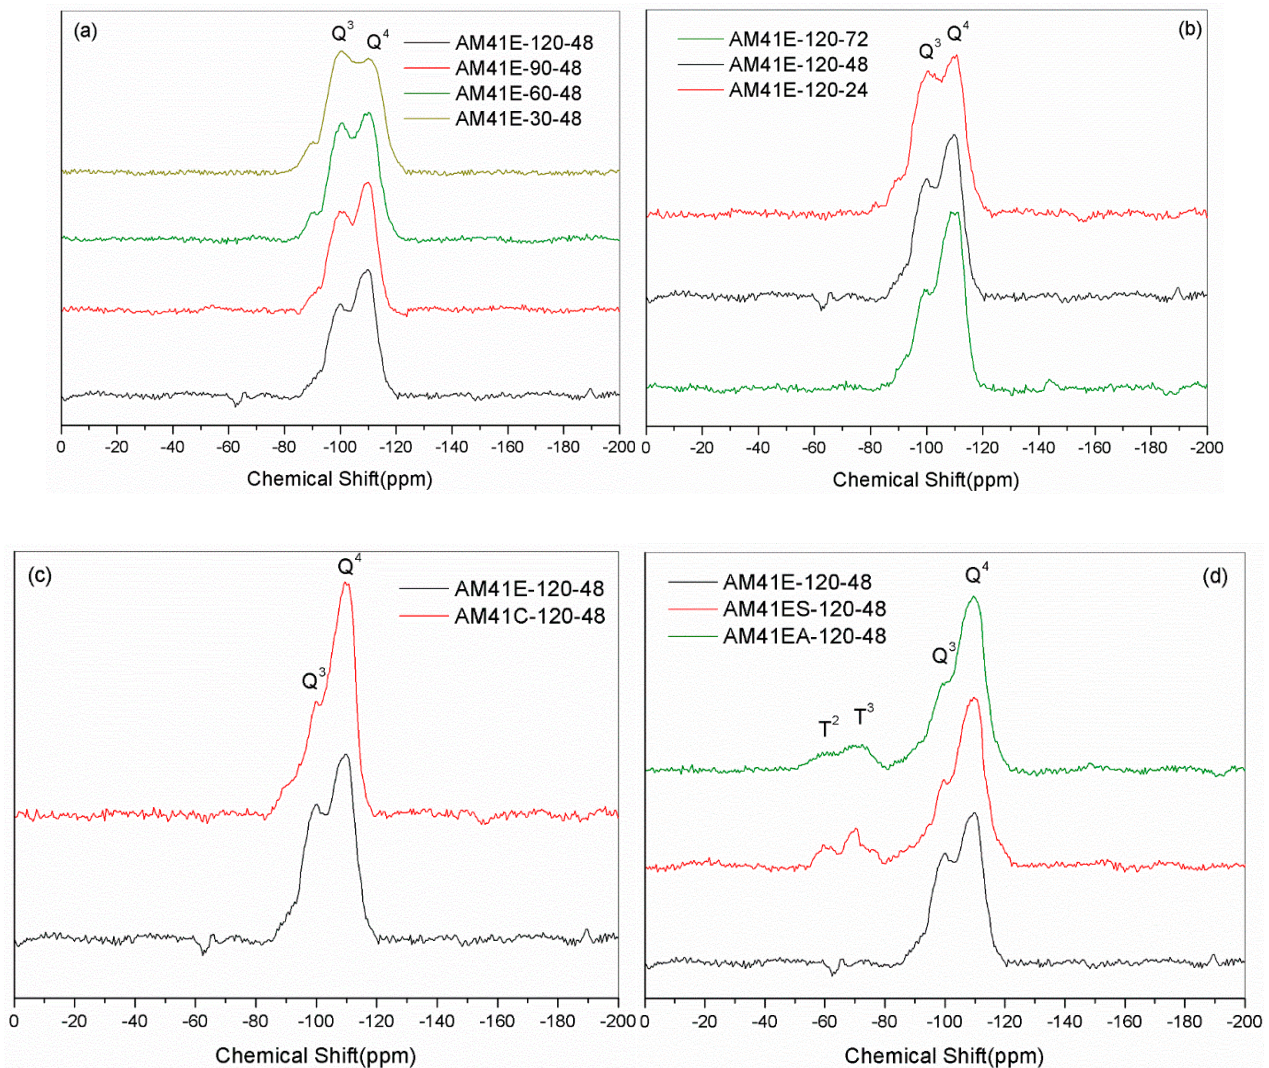 (a)
Q3
Q4
AM41E-120-48
AM41E-90-48
AM41E-60-48
AM41E-30-48
0 -20 -40 -60 -80 -100 -120 -140 -160 -180 -200
Chemical Shift(ppm)
(b)
Q3
Q4
AM41E-120-72
AM41E-120-48
AM41E-120-24
0 -20 -40 -60 -80 -100 -120 -140 -160 -180 -200
Chemical Shift(ppm)
(c)
Q4
Q3
AM41E-120-48
AM41C-120-48
0 -20 -40 -60 -80 -100 -120 -140 -160 -180 -200
Chemical Shift(ppm)
(d)
AM41E-120-48
AM41ES-120-48
AM41EA-120-48
Q4
Q3
T2
T3
0 -20 -40 -60 -80 -100 -120 -140 -160 -180 -200
Chemical Shift(ppm)